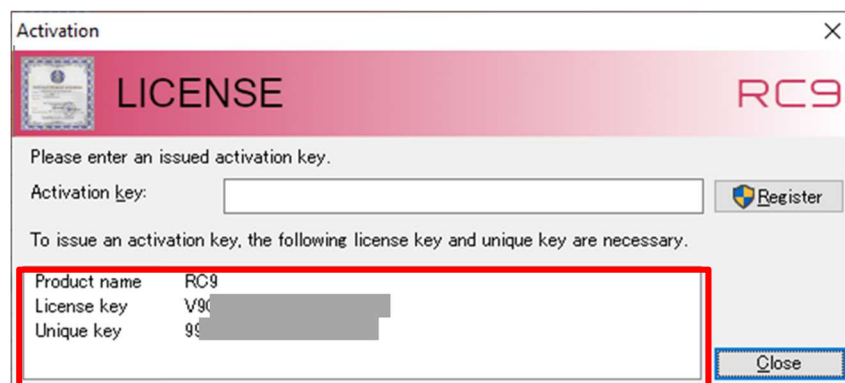 Activation
LICENSE
RC9
Please enter an issued activation key.
Activation key:
Register
To issue an activation key, the following license key and unique key are necessary.
Product name RC9
License key V90
Unique key 99
Close